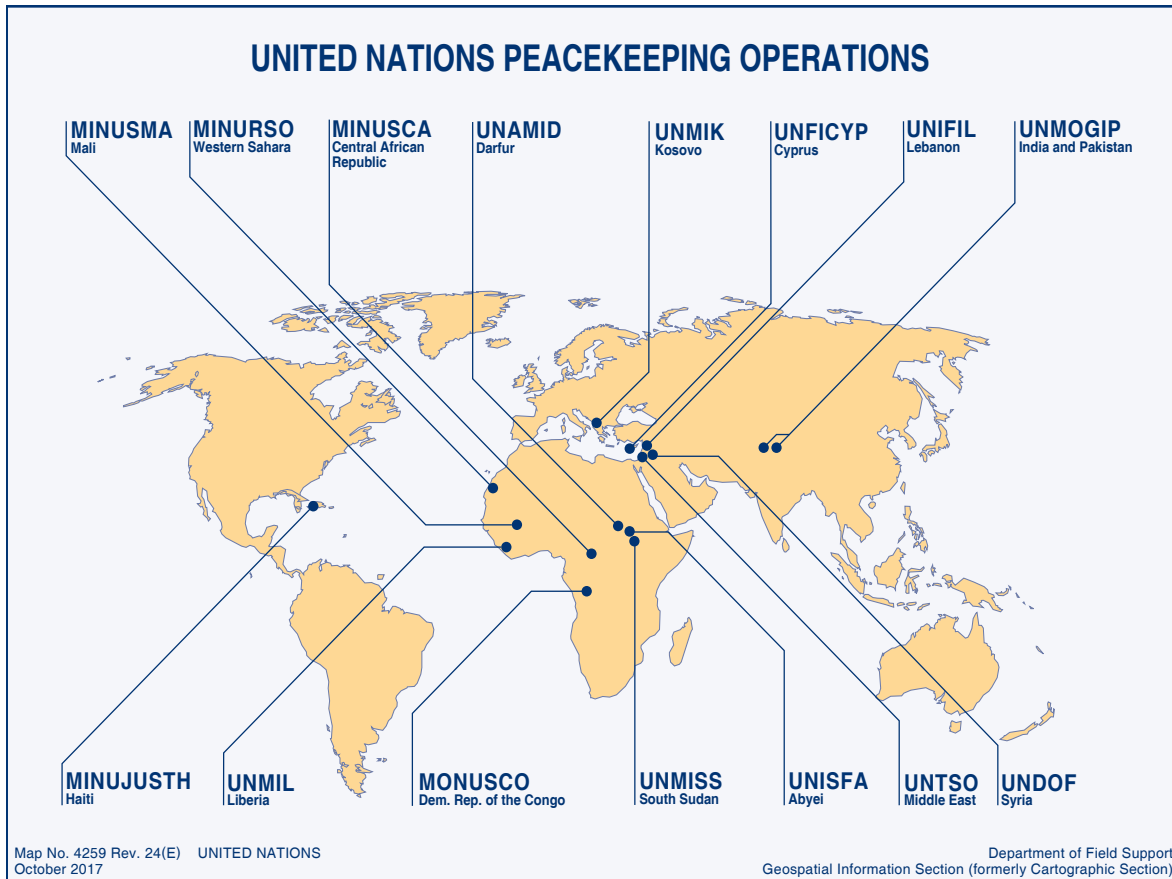 UNITED NATIONS PEACEKEEPING OPERATIONS
MINUSMA
Mali
MINURSO
Western Sahara
MINUSCA
Central African
Republic
UNAMID
Darfur
UNMIK
Kosovo
UNFICYP
Cyprus
UNIFIL
Lebanon
UNMOGIP
India and Pakistan
MINUJUSTH
Haiti
UNMIL
Liberia
MONUSCO
Dem. Rep. of the Congo
UNMISS
South Sudan
UNISFA
Abyei
UNTSO
Middle East
UNDOF
Syria
Map No. 4259 Rev. 24(E) UNITED NATIONS
October 2017
Department of Field Support
Geospatial Information Section (formerly Cartographic Section)